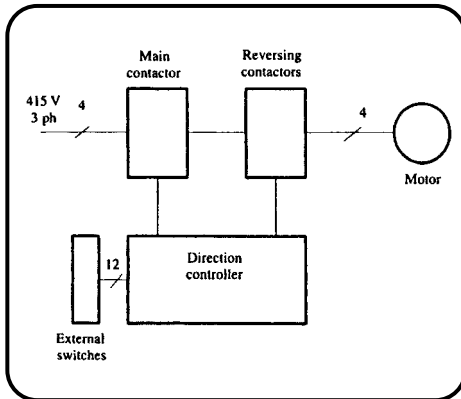 Main
contactor
Reversing
contactors
415 V
3 ph
4
4
Motor
12
Direction
controller
External
switches